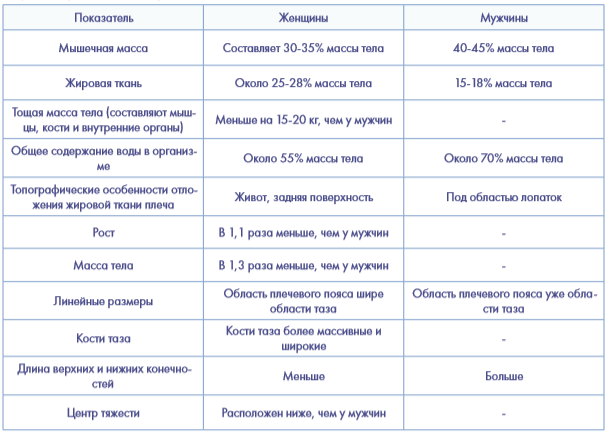 Показатель
Женщины
Мужчины
Мышечная масса
Составляет 30-35% массы тела
40-45% массы тела
Жировая ткань
Около 25-28% массы тела
15-18% массы тела
Тощая масса тела (составляют мыш-
цы, кости и внутренние органы)
Меньше на 15-20 кг, чем у мужчин
-
Общее содержание воды в организ-
ме
Около 55% массы тела
Около 70% массы тела
Топографические особенности отло-
жения жировой ткани плеча
Живот, задняя поверхность
Под областью лопаток
Рост
В 1,1 раза меньше, чем у мужчин
-
Масса тела
В 1,3 раза меньше, чем у мужчин
-
Линейные размеры
Область плечевого пояса шире
области таза
Область плечевого пояса уже обла-
сти таза
Кости таза
Кости таза более массивные и
широкие
-
Длина верхних и нижних конечно-
стей
Меньше
Больше
Центр тяжести
Расположен ниже, чем у мужчин
-